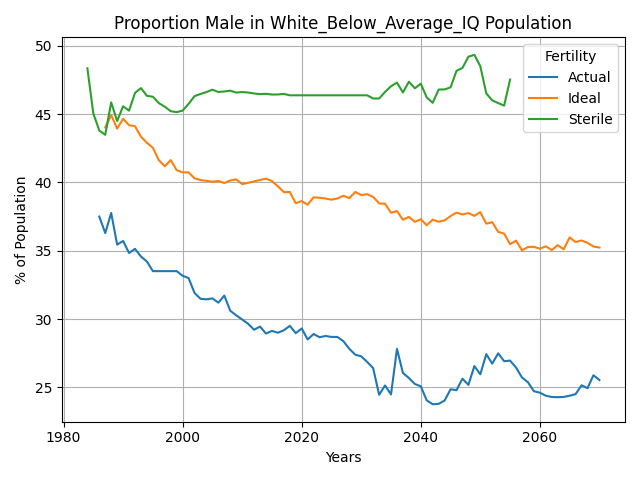 Proportion Male in White_Below_Average_IQ Population
% of Population
50
45
40
35
30
25
1980
2000
2020
2040
2060
Years
Fertility
Actual
Ideal
Sterile